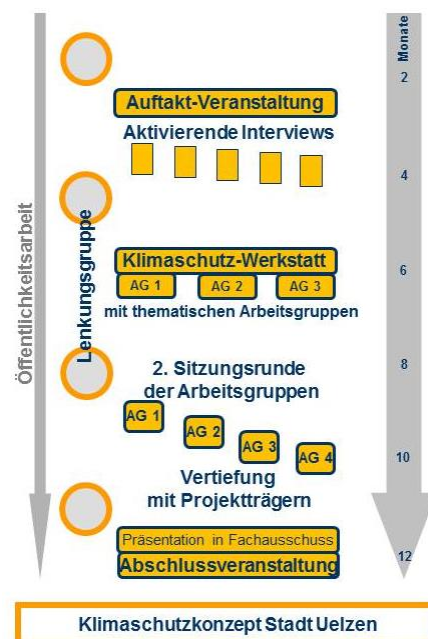 Monate
2
Auftakt-Veranstaltung
Aktivierende Interviews
4
Öffentlichkeitsarbeit
Lenkungsgruppe
Klimaschutz-Werkstatt
6
AG 1 AG 2 AG 3
mit thematischen Arbeitsgruppen
8
2. Sitzungsrunde
der Arbeitsgruppen
AG 1
AG 2
AG 3
AG 4
10
Vertiefung
mit Projektträgern
Präsentation in Fachausschuss
12
Abschlussveranstaltung
Klimaschutzkonzept Stadt Uelzen